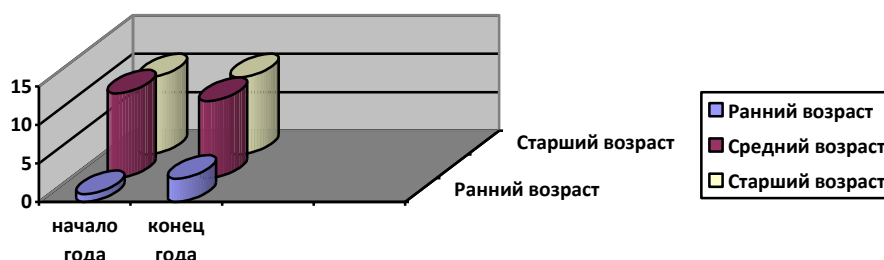 15
10
5
0
начало
года
конец
года
Старший возраст
Ранний возраст
Ранний возраст
Средний возраст
Старший возраст